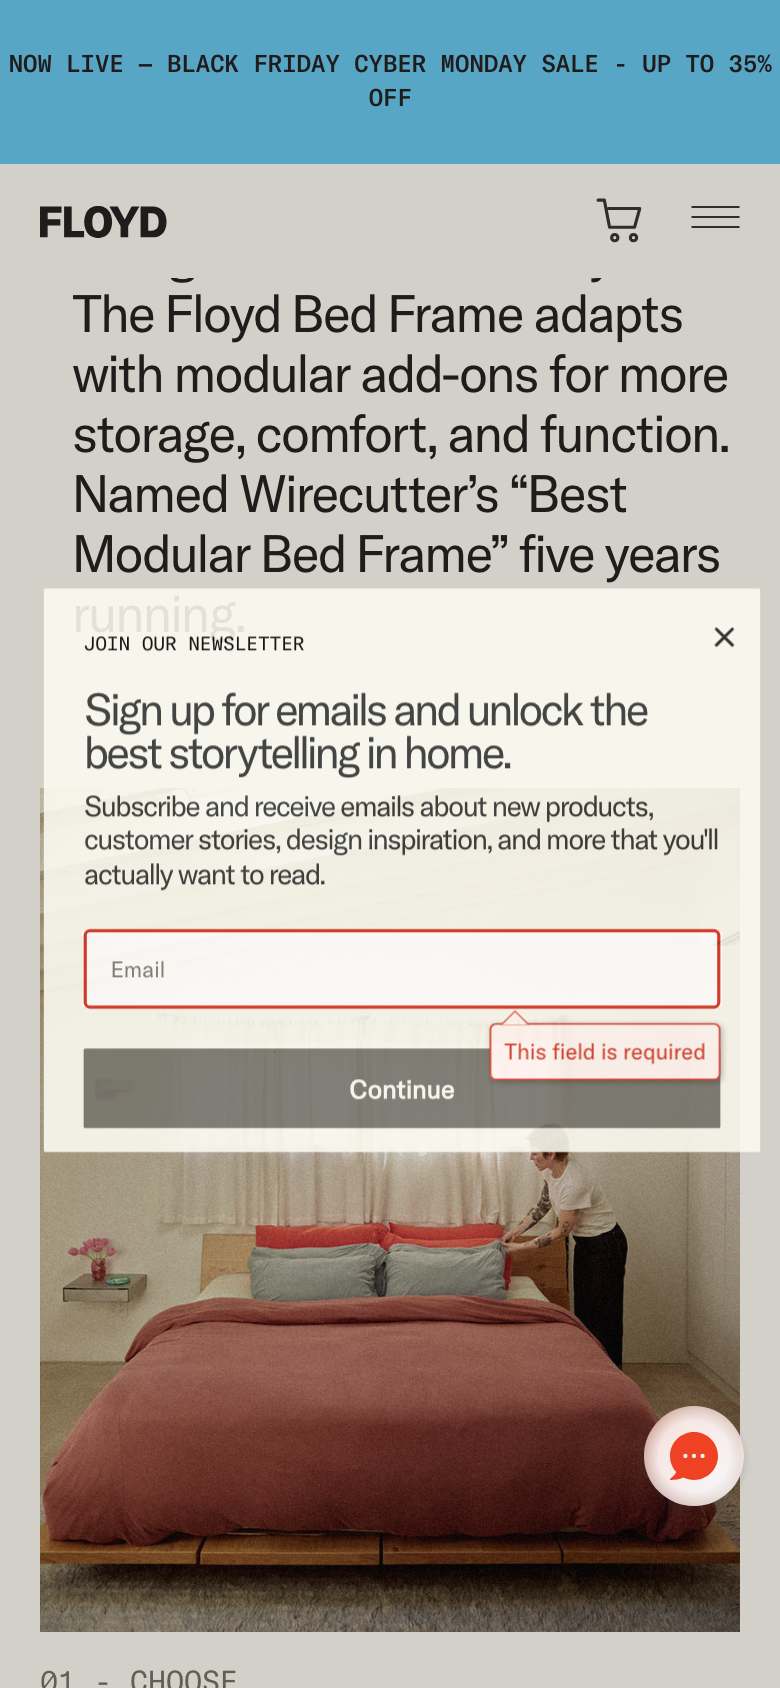 NOW LIVE — BLACK FRIDAY CYBER MONDAY SALE - UP TO 35%
OFF
FLOYD
The Floyd Bed Frame adapts
with modular add-ons for more
storage, comfort, and function.
Named Wirecutter’s “Best
Modular Bed Frame” five years
running.
JOIN OUR NEWSLETTER
Sign up for emails and unlock the
best storytelling in home.
Subscribe and receive emails about new products,
customer stories, design inspiration, and more that you'll
actually want to read.
Email
This field is required
Continue
01 - CHOOSE